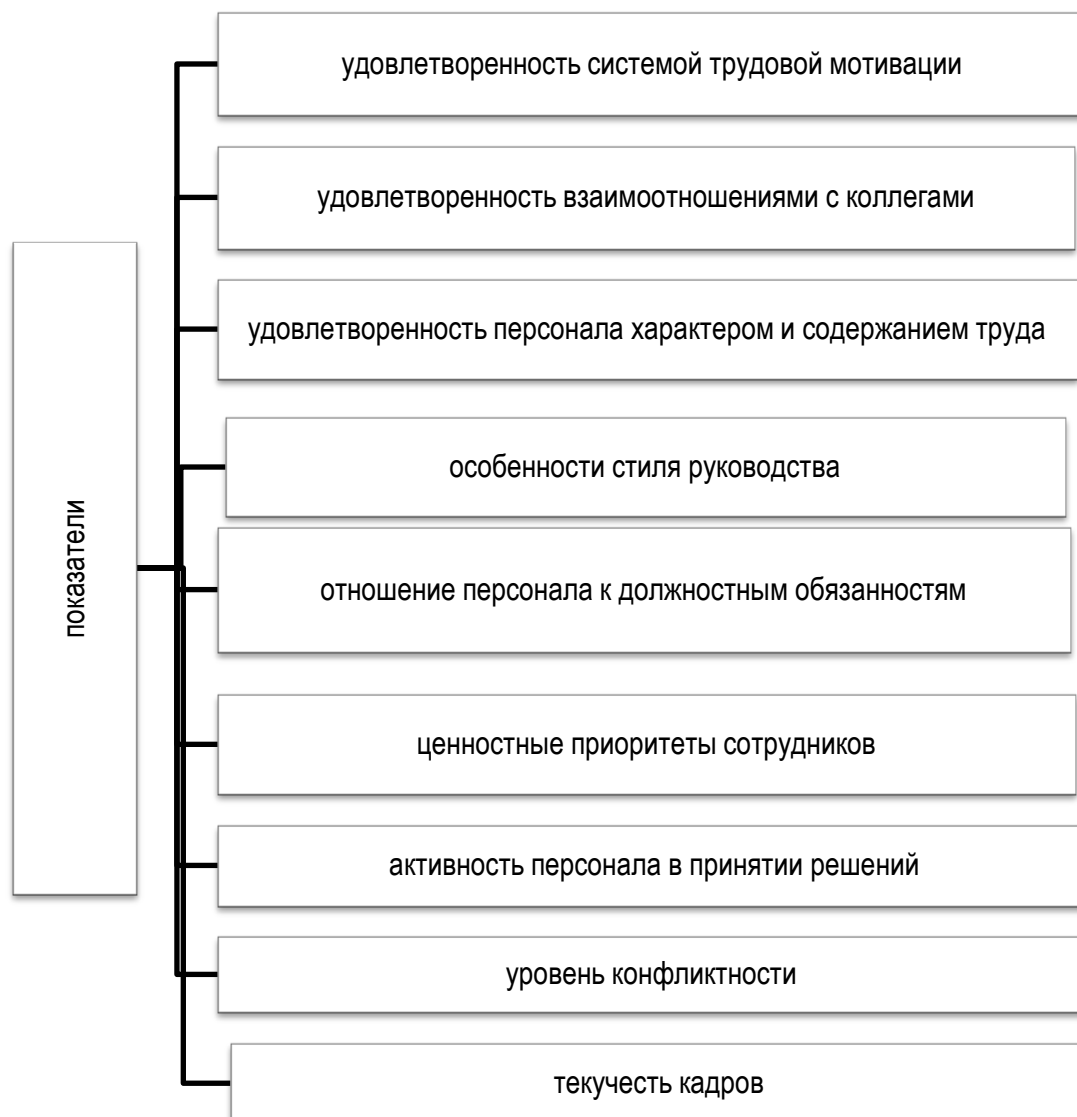 показатели
удовлетворенность системой трудовой мотивации
удовлетворенность взаимоотношениями с коллегами
удовлетворенность персонала характером и содержанием труда
особенности стиля руководства
отношение персонала к должностным обязанностям
ценностные приоритеты сотрудников
активность персонала в принятии решений
уровень конфликтности
текучесть кадров